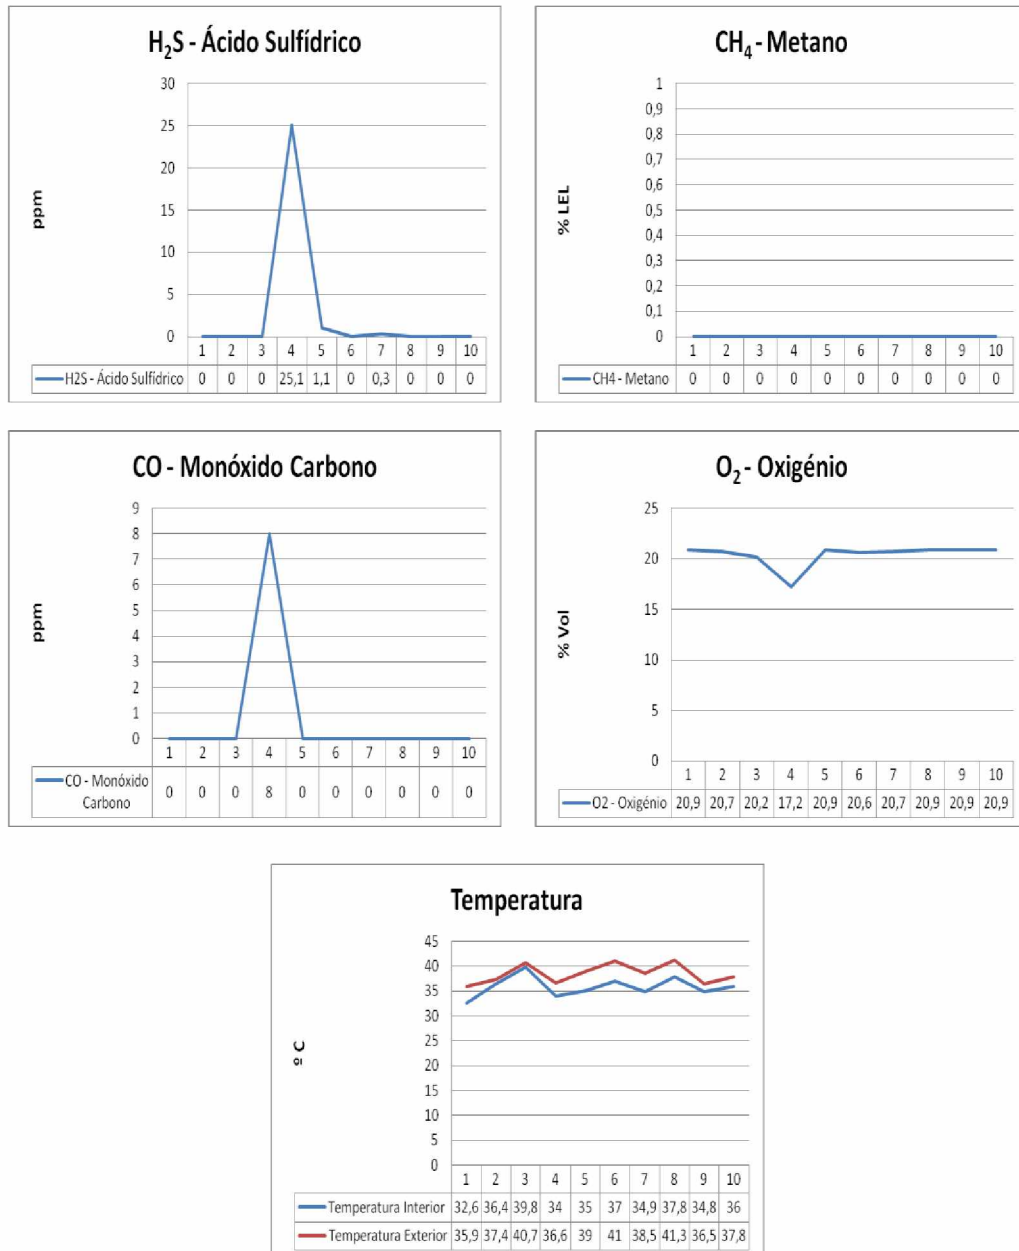 H₂S - Ácido Sulfídrico
30
25
20
15
10
5
0
ppm
1 2 3 4 5 6 7 8 9 10
H2S - Ácido Sulfídrico 0 0 0 25,1 1,1 0 0,3 0 0 0
CH₄ - Metano
1
0,9
0,8
0,7
0,6
0,5
0,4
0,3
0,2
0,1
0
% LEL
1 2 3 4 5 6 7 8 9 10
CH4 - Metano 0 0 0 0 0 0 0 0 0 0
CO - Monóxido Carbono
9
8
7
6
5
4
3
2
1
0
ppm
1 2 3 4 5 6 7 8 9 10
CO - Monóxido
Carbono 0 0 0 8 0 0 0 0 0 0
O₂ - Oxigénio
25
20
15
10
5
0
% Vol
1 2 3 4 5 6 7 8 9 10
O2 - Oxigénio 20,9 20,7 20,2 17,2 20,9 20,6 20,7 20,9 20,9 20,9
Temperatura
45
40
35
30
25
20
15
10
5
0
º C
1 2 3 4 5 6 7 8 9 10
Temperatura Interior 32,6 36,4 39,8 34 35 37 34,9 37,8 34,8 36
Temperatura Exterior 35,9 37,4 40,7 36,6 39 41 38,5 41,3 36,5 37,8